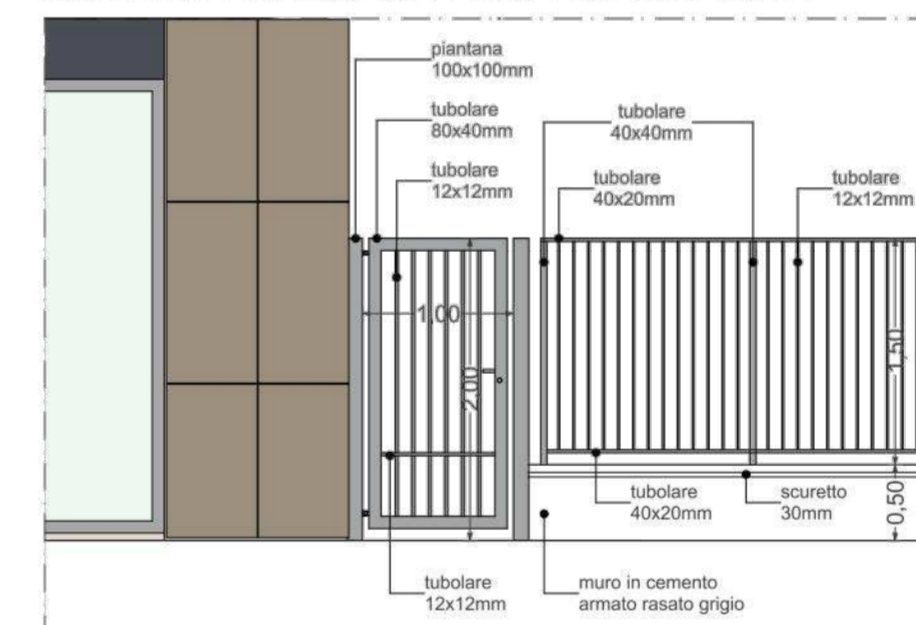 piantana
100x100mm
tubolare
80x40mm
tubolare
12x12mm
tubolare
40x40mm
tubolare
40x20mm
tubolare
12x12mm
1,00
2,00
1,50
0,50
tubolare
40x20mm
scuretto
30mm
tubolare
12x12mm
muro in cemento
armato rasato grigio